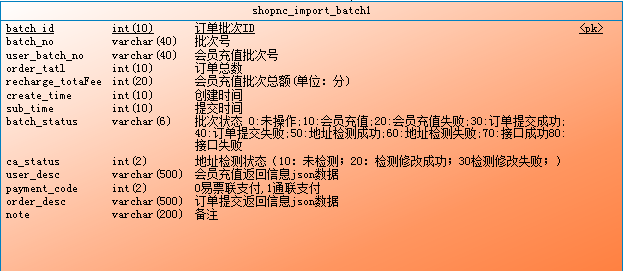 shopnc_import_batch1
batch_id int(10) 订单批次ID <pk>
batch_no varchar(40) 批次号
user_batch_no varchar(40) 会员充值批次号
order_tatl int(10) 订单总数
recharge_totaFee int(20) 会员充值批次总额(单位：分)
create_time int(10) 创建时间
sub_time int(10) 提交时间
batch_status varchar(6) 批次状态 0:未操作;10:会员充值;20:会员充值失败;30:订单提交成功;
40:订单提交失败;50:地址检测成功;60:地址检测失败;70:接口成功80:
接口失败
ca_status int(2) 地址检测状态（10：未检测；20：检测修改成功；30检测修改失败；）
user_desc varchar(500) 会员充值返回信息json数据
payment_code int(2) 0易票联支付,1通联支付
order_desc varchar(500) 订单提交返回信息json数据
note varchar(200) 备注